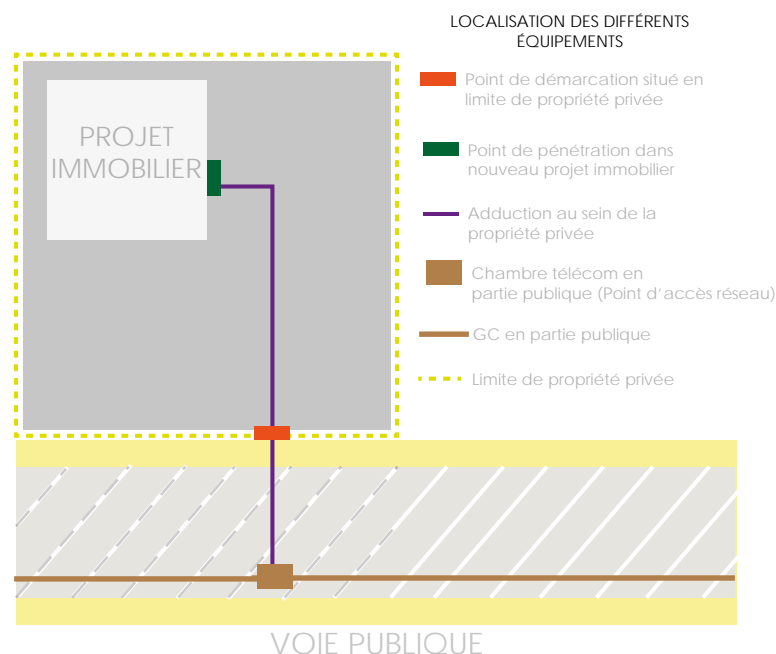 LOCALISATION DES DIFFÉRENTS
ÉQUIPEMENTS
Point de démarcation situé en
limite de propriété privée
PROJET
IMMOBILIER
Point de pénétration dans
nouveau projet immobilier
Adduction au sein de la
propriété privée
Chambre télécom en
partie publique (Point d'accès réseau)
GC en partie publique
Limite de propriété privée
VOIE PUBLIQUE